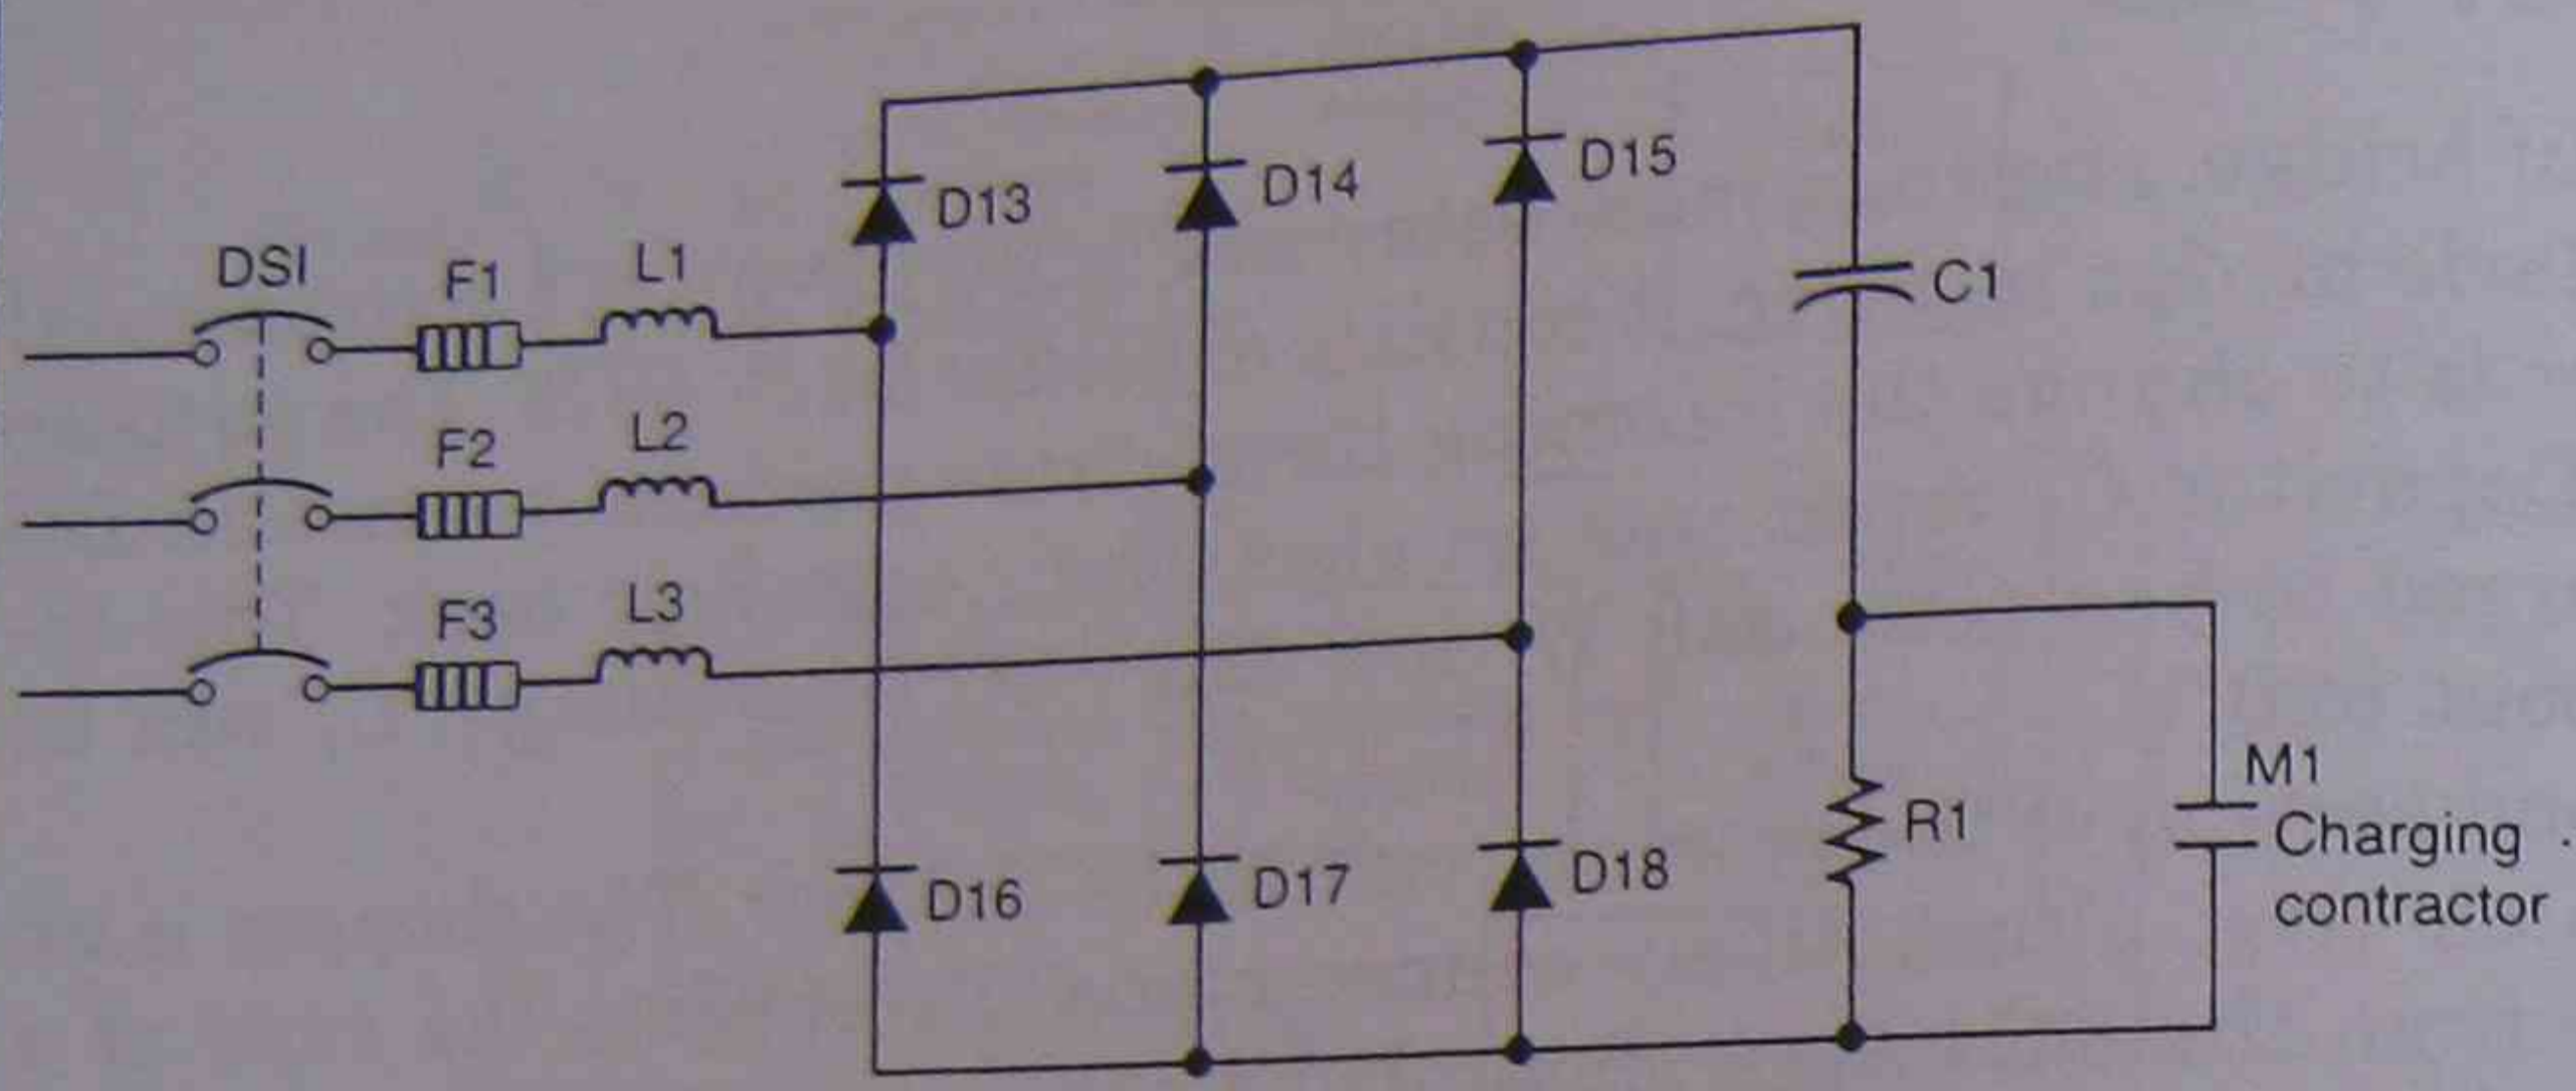 DSI
F1
L1
D13
D14
D15
C1
F2
L2
F3
L3
D16
D17
D18
R1
M1
Charging
contractor